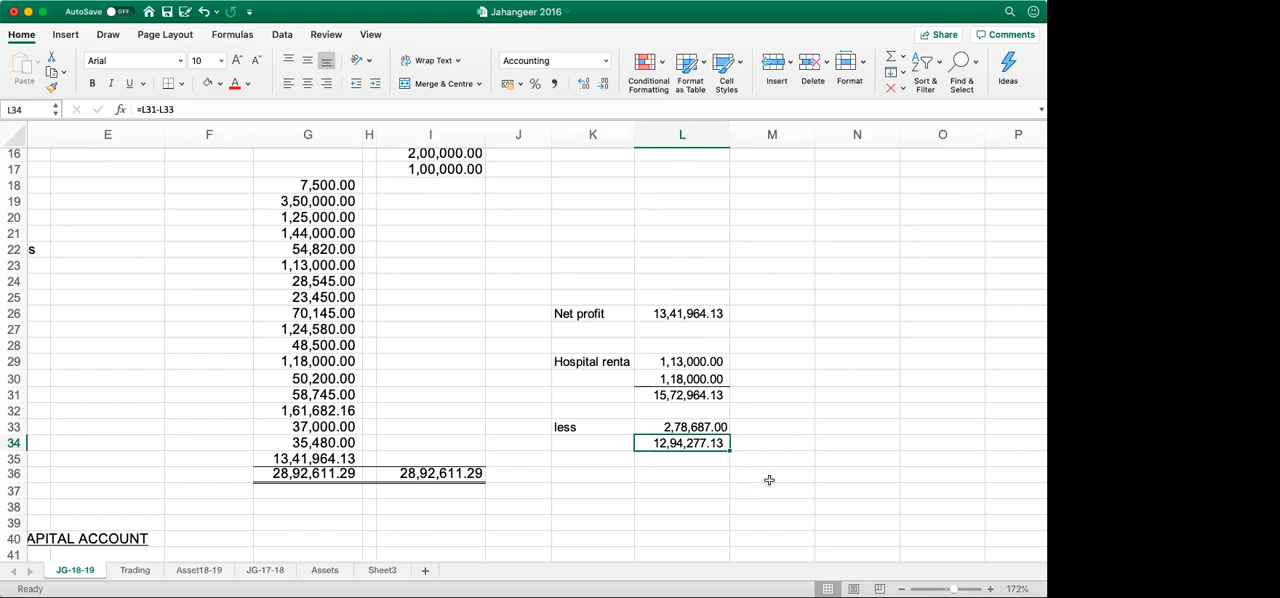 AutoSave OFF Jahangeer 2016
Home Insert Draw Page Layout Formulas Data Review View Share Comments
Paste Arial 10 A^ Aˇ Wrap Text Accounting Conditional Formatting Format as Table Cell Styles Insert Delete Format Sort & Filter Find & Select Ideas
B I U A Merge & Centre % ,
L34 fx =L31-L33
E F G H I J K L M N O P
16 2,00,000.00
17 1,00,000.00
18 7,500.00
19 3,50,000.00
20 1,25,000.00
21 1,44,000.00
22 s 54,820.00
23 1,13,000.00
24 28,545.00
25 23,450.00
26 70,145.00 Net profit 13,41,964.13
27 1,24,580.00
28 48,500.00
29 1,18,000.00 Hospital renta 1,13,000.00
30 50,200.00 1,18,000.00
31 58,745.00 15,72,964.13
32 1,61,682.16
33 37,000.00 less 2,78,687.00
34 35,480.00 12,94,277.13
35 13,41,964.13
36 28,92,611.29 28,92,611.29
37
38
39
40 APITAL ACCOUNT
41
JG-18-19 Trading Asset18-19 JG-17-18 Assets Sheet3 +
Ready 172%